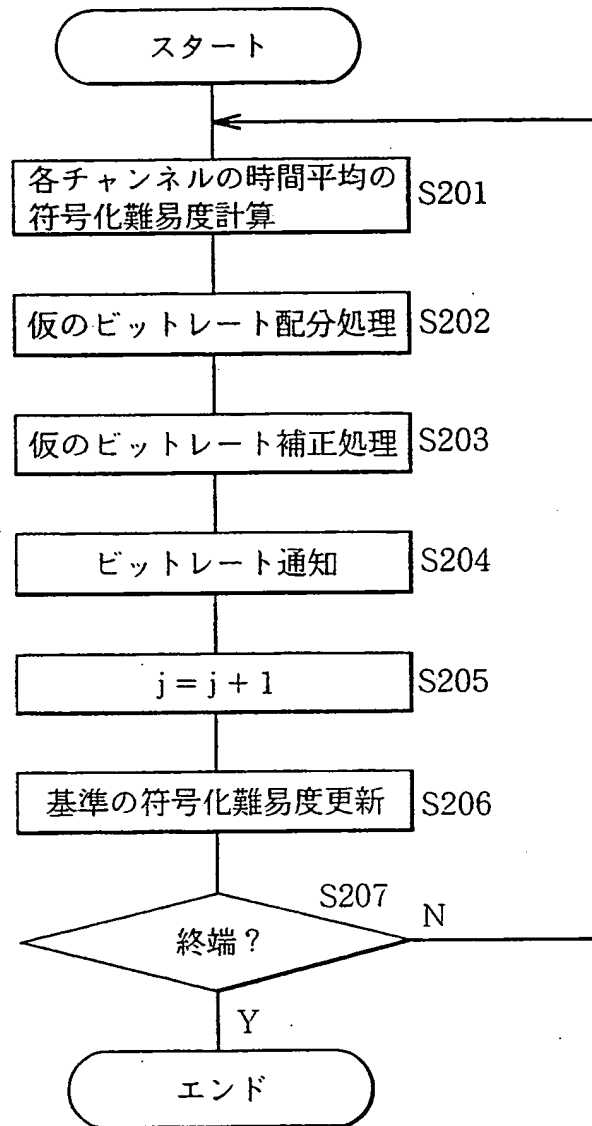 スタート
各チャンネルの時間平均の
符号化難易度計算
S201
仮のビットレート配分処理
S202
仮のビットレート補正処理
S203
ビットレート通知
S204
j = j + 1
S205
基準の符号化難易度更新
S206
S207
終端？
N
Y
エンド